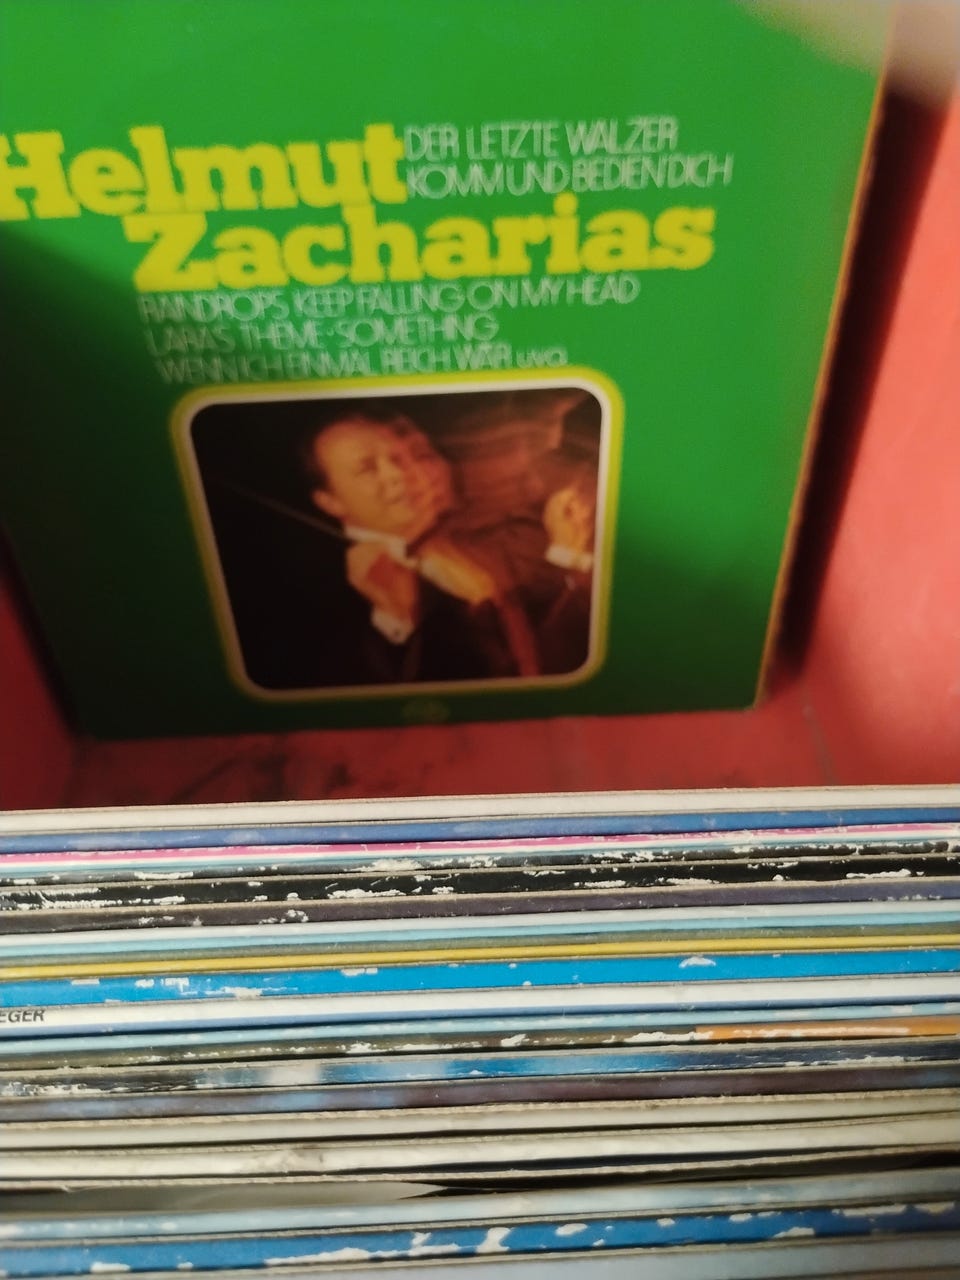 Helmut
DER LETZTE WALZER
KOMM UND BEDIEN' DICH
Zacharias
RAINDROPS KEEP FALLING ON MY HEAD
LARA'S THEME · SOMETHING
WENN ICH EINMAL REICH WÄR u.v.a.
EGER